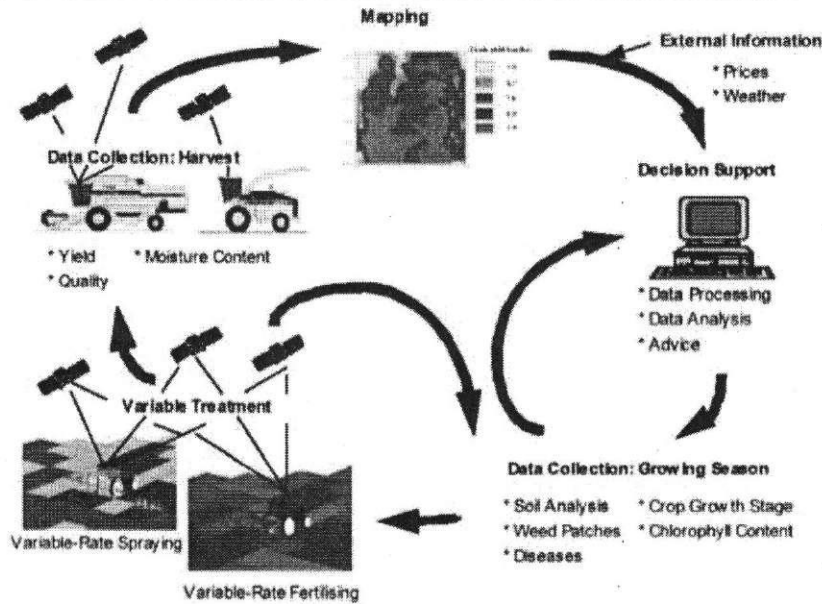 Mapping
External Information
* Prices
* Weather
Data Collection: Harvest
Decision Support
* Yield * Moisture Content
* Quality
* Data Processing
* Data Analysis
* Advice
Variable Treatment
Data Collection: Growing Season
* Soil Analysis * Crop Growth Stage
* Weed Patches * Chlorophyll Content
* Diseases
Variable-Rate Spraying
Variable-Rate Fertilising